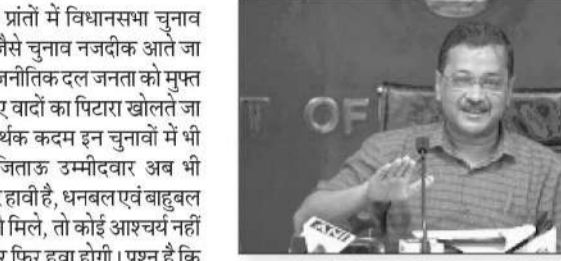 प्रांतों में विधानसभा चुनाव
जैसे चुनाव नजदीक आते जा
जनीतिक दल जनता को मुफ्त
ए वादों का पिटारा खोलते जा
र्थक कदम इन चुनावों में भी
जिताऊ उम्मीदवार अब भी
हावी है, धनबल एवं बाहुबल
मिले, तो कोई आश्चर्य नहीं
फिर हवा होगी। प्रश्न है कि
T OF
ANI